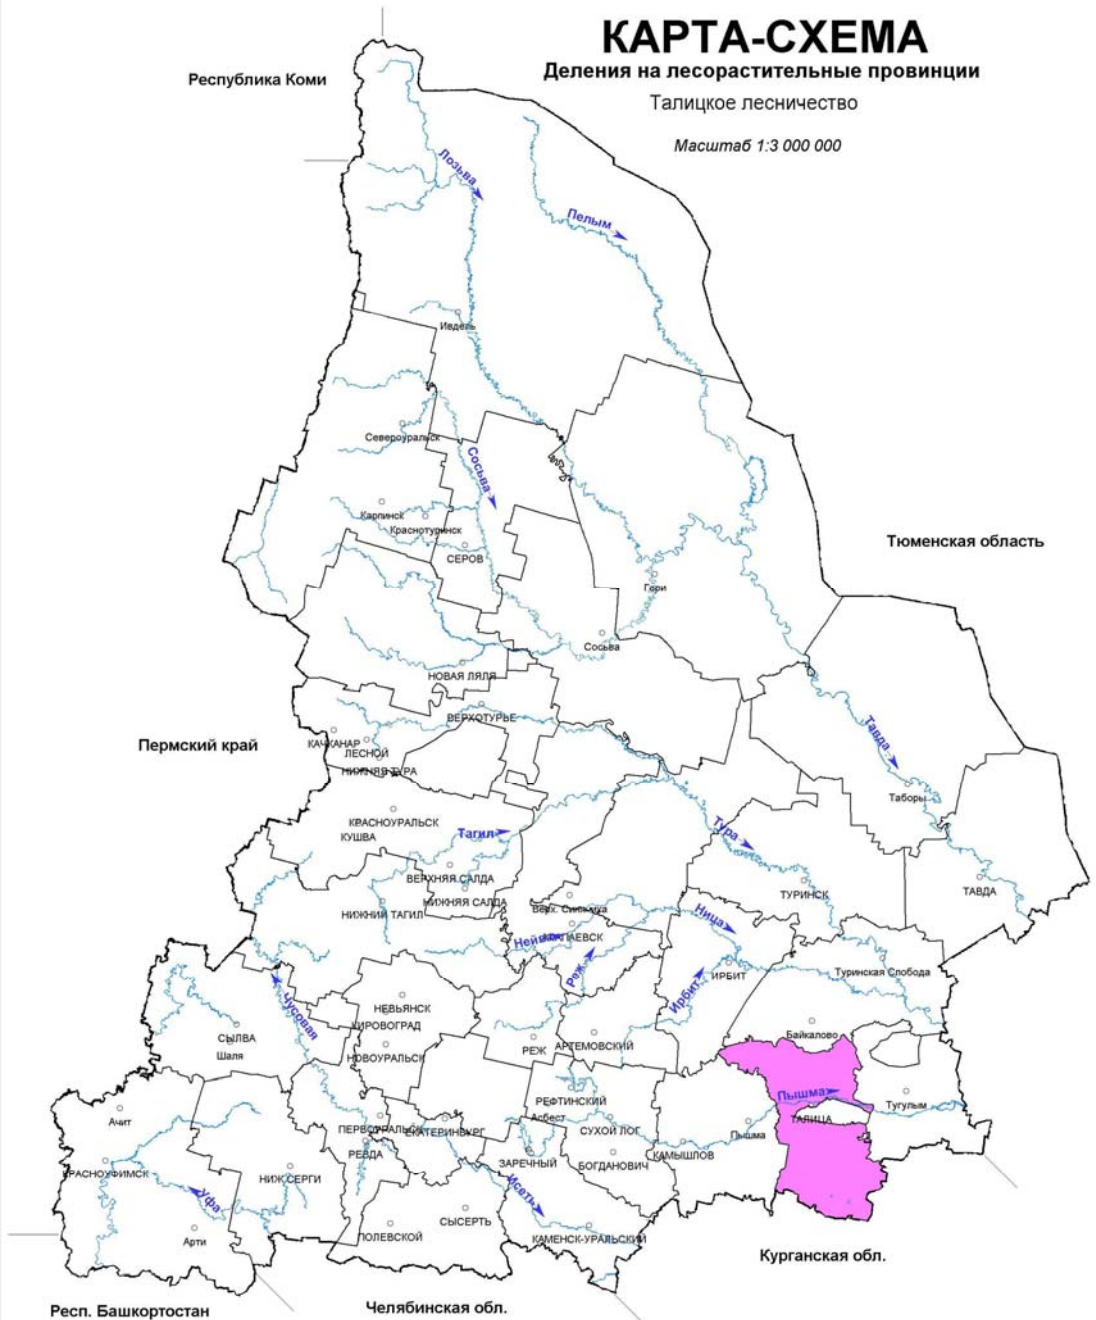 КАРТА-СХЕМА
Деления на лесорастительные провинции
Талицкое лесничество
Масштаб 1:3 000 000
Республика Коми
Лозьва
Пелым
Ивдель
Североуральск
Сосьва
Карпинск
Краснотурьинск
СЕРОВ
Тюменская область
Гари
Сосьва
НОВАЯ ЛЯЛЯ
ВЕРХОТУРЬЕ
Пермский край
КАЧКАНАР
ЛЕСНОЙ
НИЖНЯЯ ТУРА
Тавда
Таборы
КРАСНОУРАЛЬСК
КУШВА
Тагил
Тура
ВЕРХНЯЯ САЛДА
НИЖНЯЯ САЛДА
ТУРИНСК
ТАВДА
НИЖНИЙ ТАГИЛ
Верх. Синячиха
Ница
Нейва
АЛАПАЕВСК
Реж
Ирбит
ИРБИТ
Туринская Слобода
Чусовая
НЕВЬЯНСК
КИРОВОГРАД
СЫЛВА
Шаля
НОВОУРАЛЬСК
РЕЖ
АРТЕМОВСКИЙ
Байкалово
Пышма
Тугулым
РЕФТИНСКИЙ
Асбест
ТАЛИЦА
Ачит
ПЕРВОУРАЛЬСК
ЕКАТЕРИНБУРГ
СУХОЙ ЛОГ
Пышма
РЕВДА
ЗАРЕЧНЫЙ
БОГДАНОВИЧ
КАМЫШЛОВ
КРАСНОУФИМСК
НИЖ.СЕРГИ
Уфа
Исеть
Арти
СЫСЕРТЬ
ПОЛЕВСКОЙ
КАМЕНСК-УРАЛЬСКИЙ
Курганская обл.
Респ. Башкортостан
Челябинская обл.